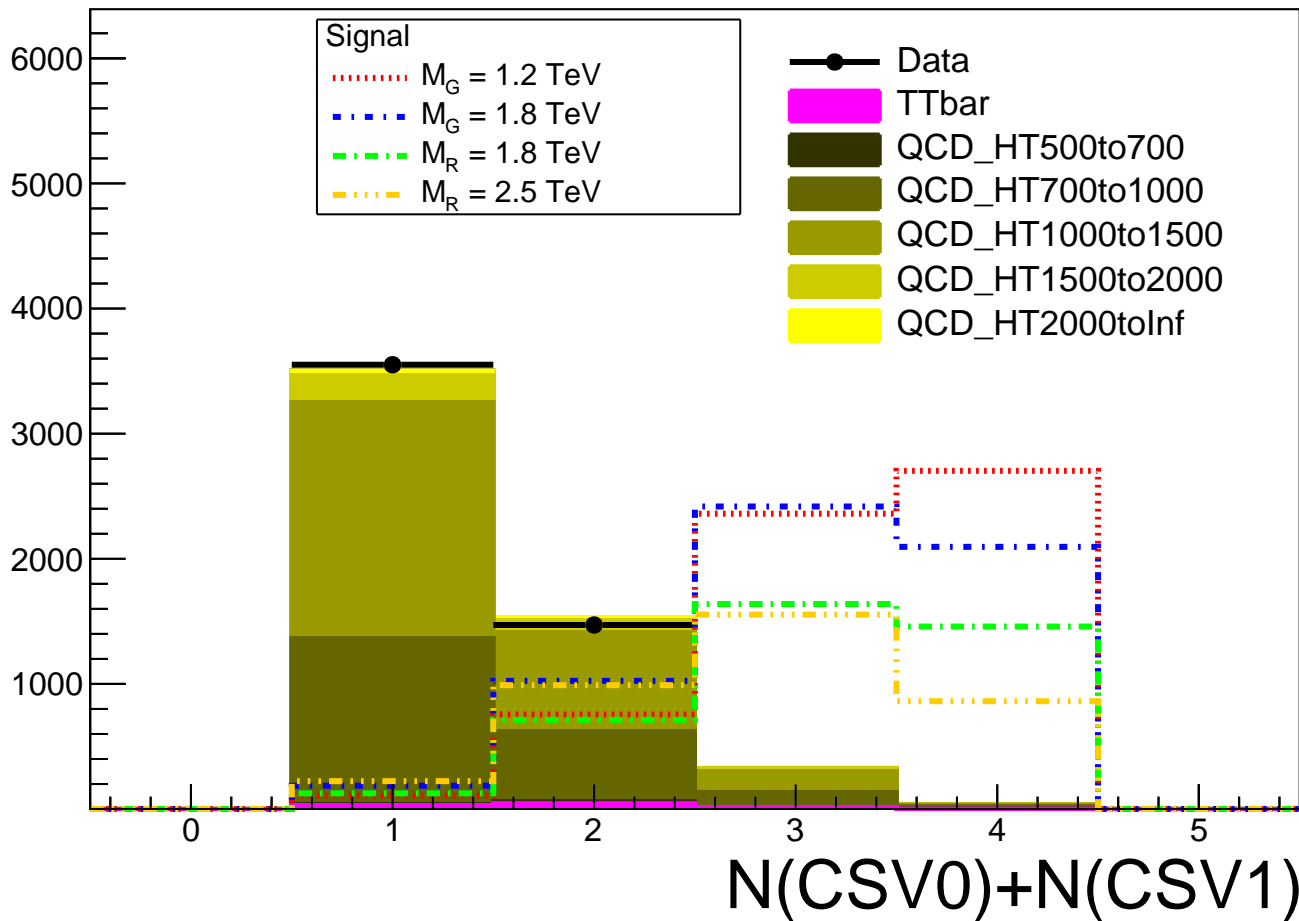 Signal
M_G = 1.2 TeV
M_G = 1.8 TeV
M_R = 1.8 TeV
M_R = 2.5 TeV
Data
TTbar
QCD_HT500to700
QCD_HT700to1000
QCD_HT1000to1500
QCD_HT1500to2000
QCD_HT2000toInf
6000
5000
4000
3000
2000
1000
0 1 2 3 4 5
N(CSV0)+N(CSV1)